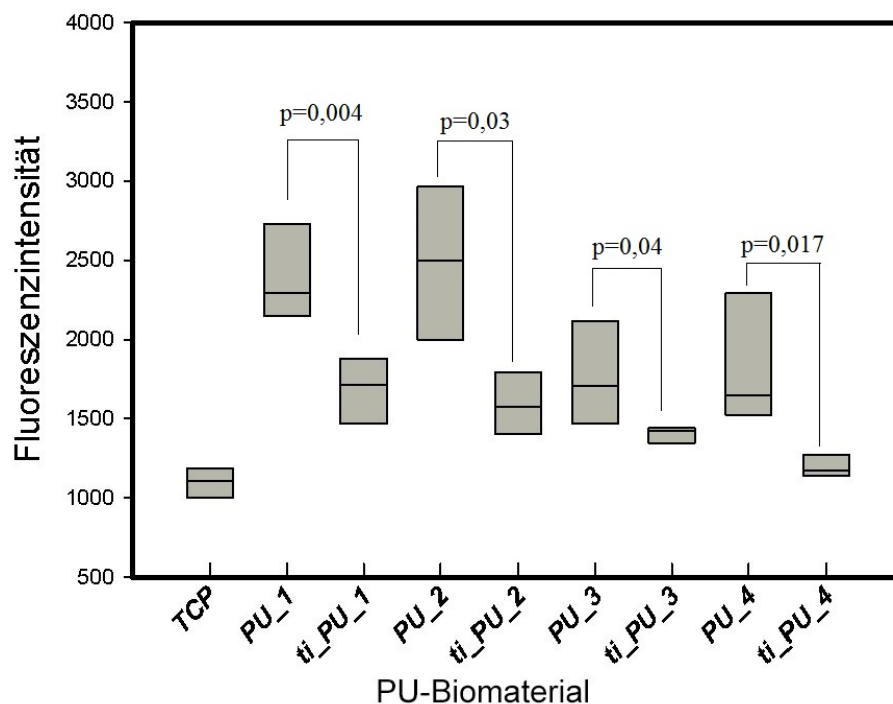 4000
3500
3000
2500
2000
1500
1000
500
Fluoreszenzintensität
p=0,004
p=0,03
p=0,04
p=0,017
TCP
PU_1
ti_PU_1
PU_2
ti_PU_2
PU_3
ti_PU_3
PU_4
ti_PU_4
PU-Biomaterial